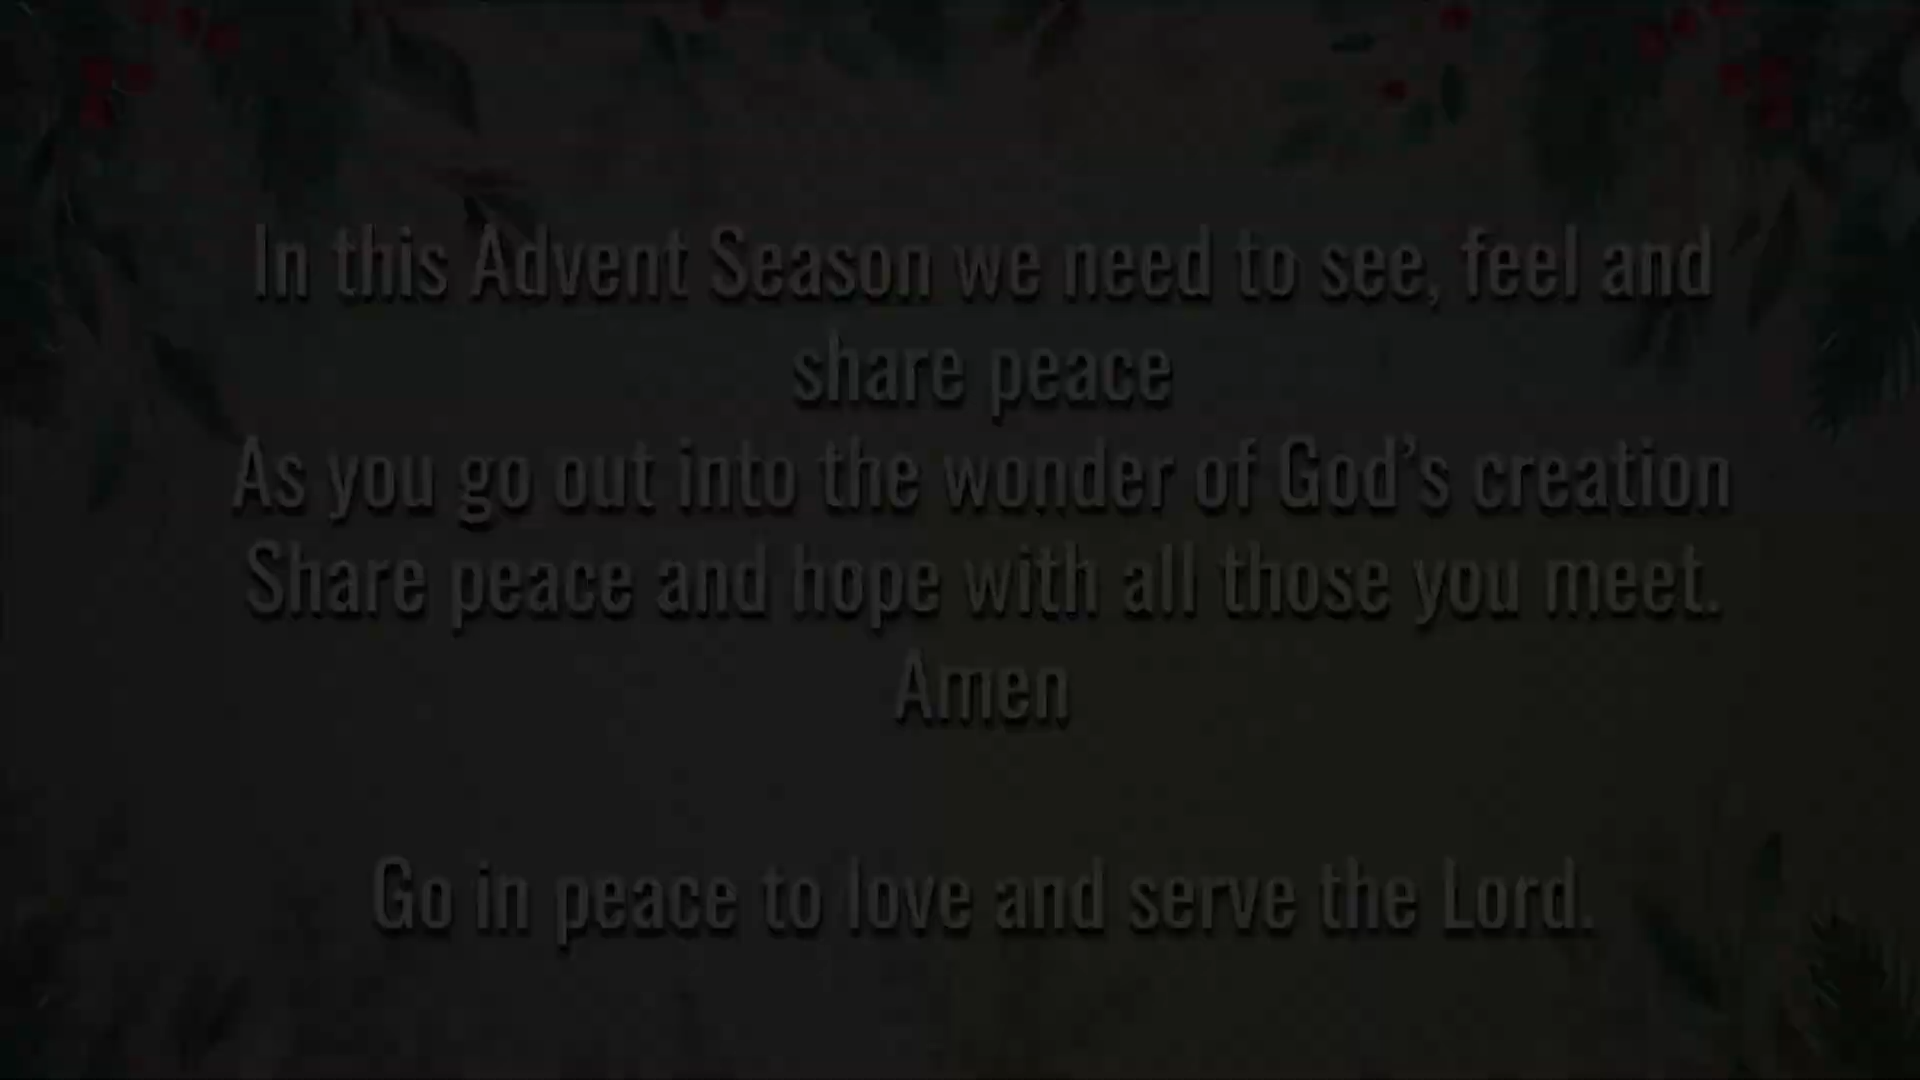 In this Advent Season we need to see, feel and
share peace
As you go out into the wonder of God’s creation
Share peace and hope with all those you meet.
Amen
Go in peace to love and serve the Lord.